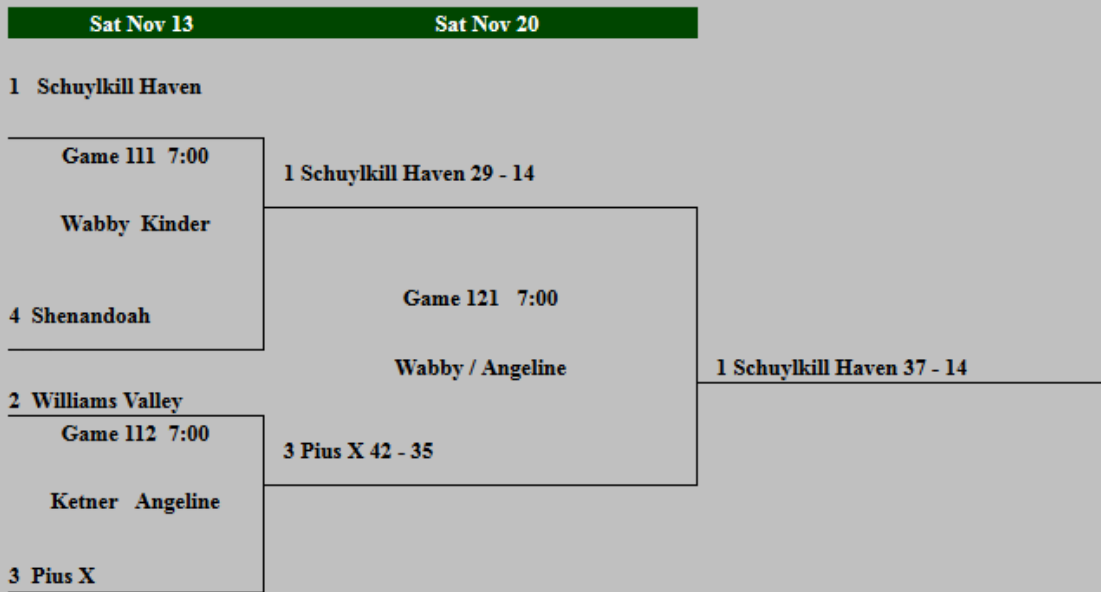 Sat Nov 13
Sat Nov 20
1 Schuylkill Haven
Game 111 7:00
1 Schuylkill Haven 29 - 14
Wabby Kinder
Game 121 7:00
4 Shenandoah
Wabby / Angeline
1 Schuylkill Haven 37 - 14
2 Williams Valley
Game 112 7:00
3 Pius X 42 - 35
Ketner Angeline
3 Pius X